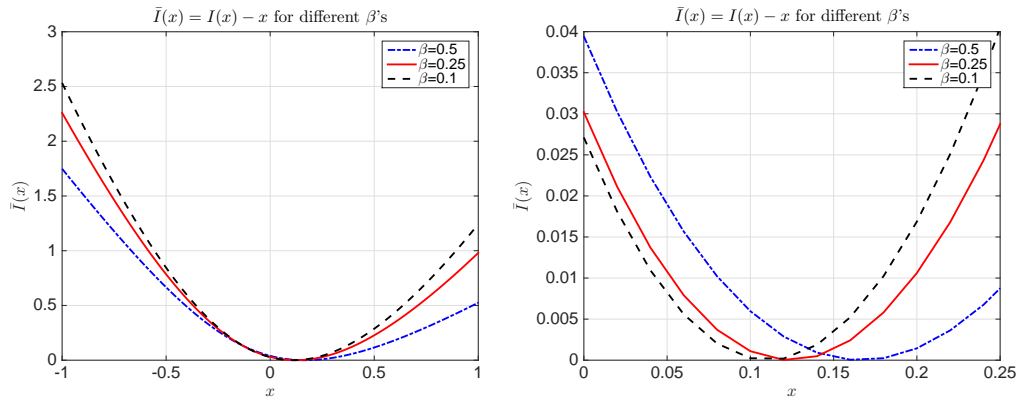 Ī(x) = I(x) − x for different β's
3
2.5
2
1.5
1
0.5
0
-1
-0.5
0
0.5
1
x
Ī(x)
β=0.5
β=0.25
β=0.1
Ī(x) = I(x) − x for different β's
0.04
0.035
0.03
0.025
0.02
0.015
0.01
0.005
0
0
0.05
0.1
0.15
0.2
0.25
x
Ī(x)
β=0.5
β=0.25
β=0.1